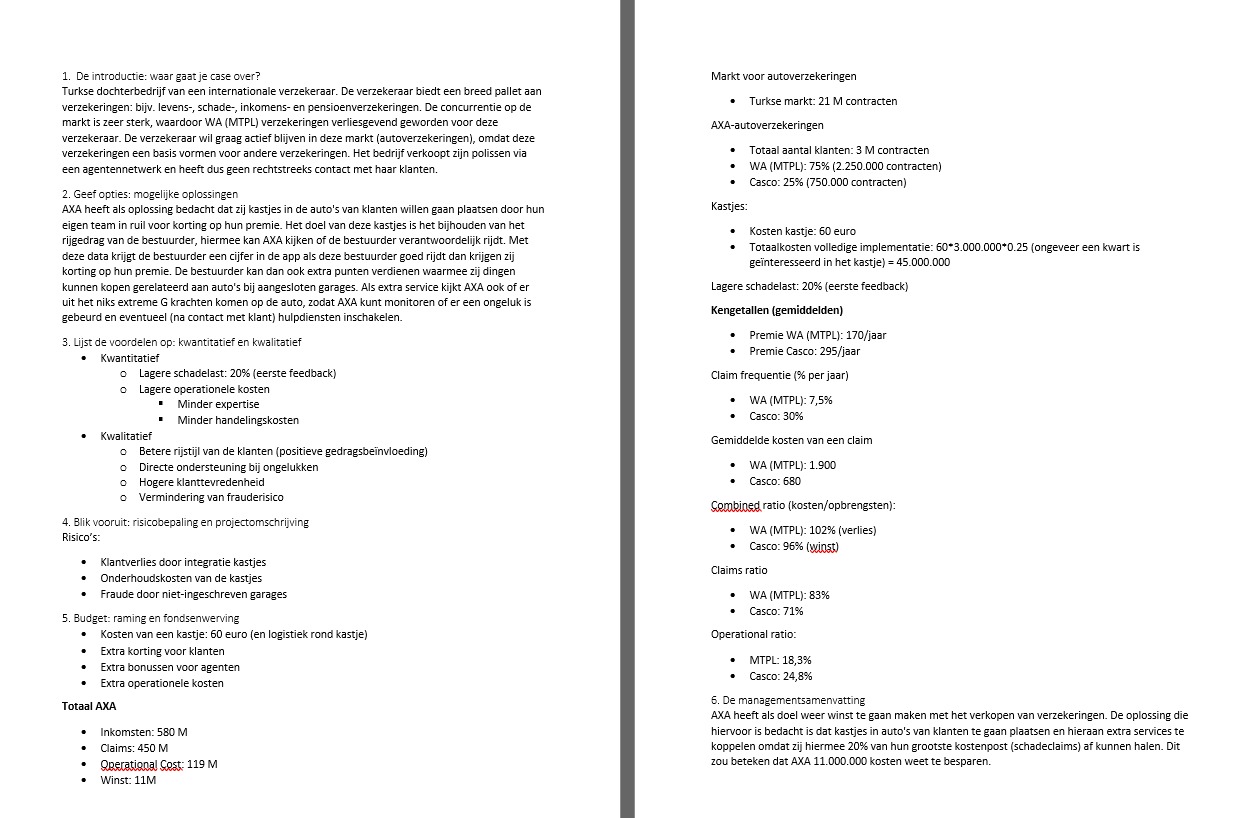 1.  De introductie: waar gaat je case over?
Turkse dochterbedrijf van een internationale verzekeraar. De verzekeraar biedt een breed pallet aan
verzekeringen: bijv. levens-, schade-, inkomens- en pensioenverzekeringen. De concurrentie op de
markt is zeer sterk, waardoor WA (MTPL) verzekeringen verliesgevend geworden voor deze
verzekeraar. De verzekeraar wil graag actief blijven in deze markt (autoverzekeringen), omdat deze
verzekeringen een basis vormen voor andere verzekeringen. Het bedrijf verkoopt zijn polissen via
een agentennetwerk en heeft dus geen rechtstreeks contact met haar klanten.
2. Geef opties: mogelijke oplossingen
AXA heeft als oplossing bedacht dat zij kastjes in de auto's van klanten willen gaan plaatsen door hun
eigen team in ruil voor korting op hun premie. Het doel van deze kastjes is het bijhouden van het
rijgedrag van de bestuurder, hiermee kan AXA kijken of de bestuurder verantwoordelijk rijdt. Met
deze data krijgt de bestuurder een cijfer in de app als deze bestuurder goed rijdt dan krijgen zij
korting op hun premie. De bestuurder kan dan ook extra punten verdienen waarmee zij dingen
kunnen kopen gerelateerd aan auto's bij aangesloten garages. Als extra service kijkt AXA ook of er
uit het niks extreme G krachten komen op de auto, zodat AXA kunt monitoren of er een ongeluk is
gebeurd en eventueel (na contact met klant) hulpdiensten inschakelen.
3. Lijst de voordelen op: kwantitatief en kwalitatief
• Kwantitatief
o Lagere schadelast: 20% (eerste feedback)
o Lagere operationele kosten
▪ Minder expertise
▪ Minder handelingskosten
• Kwalitatief
o Betere rijstijl van de klanten (positieve gedragsbeïnvloeding)
o Directe ondersteuning bij ongelukken
o Hogere klanttevredenheid
o Vermindering van frauderisico
4. Blik vooruit: risicobepaling en projectomschrijving
Risico's:
• Klantverlies door integratie kastjes
• Onderhoudskosten van de kastjes
• Fraude door niet-ingeschreven garages
5. Budget: raming en fondsenwerving
• Kosten van een kastje: 60 euro (en logistiek rond kastje)
• Extra korting voor klanten
• Extra bonussen voor agenten
• Extra operationele kosten
Totaal AXA
• Inkomsten: 580 M
• Claims: 450 M
• Operational Cost: 119 M
• Winst: 11M
Markt voor autoverzekeringen
• Turkse markt: 21 M contracten
AXA-autoverzekeringen
• Totaal aantal klanten: 3 M contracten
• WA (MTPL): 75% (2.250.000 contracten)
• Casco: 25% (750.000 contracten)
Kastjes:
• Kosten kastje: 60 euro
• Totaalkosten volledige implementatie: 60*3.000.000*0.25 (ongeveer een kwart is
geïnteresseerd in het kastje) = 45.000.000
Lagere schadelast: 20% (eerste feedback)
Kengetallen (gemiddelden)
• Premie WA (MTPL): 170/jaar
• Premie Casco: 295/jaar
Claim frequentie (% per jaar)
• WA (MTPL): 7,5%
• Casco: 30%
Gemiddelde kosten van een claim
• WA (MTPL): 1.900
• Casco: 680
Combined ratio (kosten/opbrengsten):
• WA (MTPL): 102% (verlies)
• Casco: 96% (winst)
Claims ratio
• WA (MTPL): 83%
• Casco: 71%
Operational ratio:
• MTPL: 18,3%
• Casco: 24,8%
6. De managementsamenvatting
AXA heeft als doel weer winst te gaan maken met het verkopen van verzekeringen. De oplossing die
hiervoor is bedacht is dat kastjes in auto's van klanten te gaan plaatsen en hieraan extra services te
koppelen omdat zij hiermee 20% van hun grootste kostenpost (schadeclaims) af kunnen halen. Dit
zou beteken dat AXA 11.000.000 kosten weet te besparen.